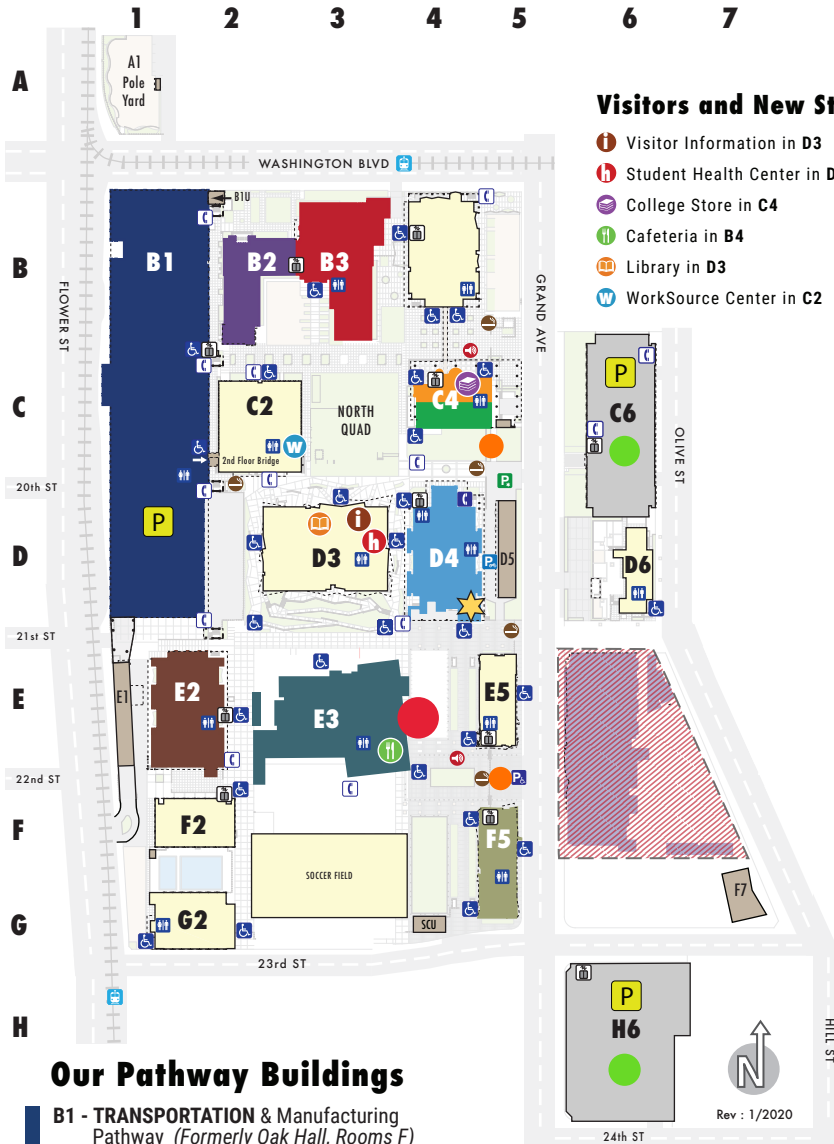 1 2 3 4 5 6 7
A
A1
Pole
Yard
Visitors and New St
i Visitor Information in D3
h Student Health Center in D
College Store in C4
Cafeteria in B4
Library in D3
W WorkSource Center in C2
WASHINGTON BLVD
B1U
B
B1
B2
B3
FLOWER ST
GRAND AVE
C
C2
NORTH
QUAD
C4
P
C6
OLIVE ST
W
2nd Floor Bridge
20th ST
P
P
D
i
h
D3
D4
P
D5
D6
21st ST
E
E1
E2
E3
E5
22nd ST
P
F
F2
F5
SOCCER FIELD
F7
G
G2
SCU
23rd ST
H
P
H6
N
HILL ST
Rev : 1/2020
24th ST
Our Pathway Buildings
B1 - TRANSPORTATION & Manufacturing
Pathway (Formerly Oak Hall, Rooms F)